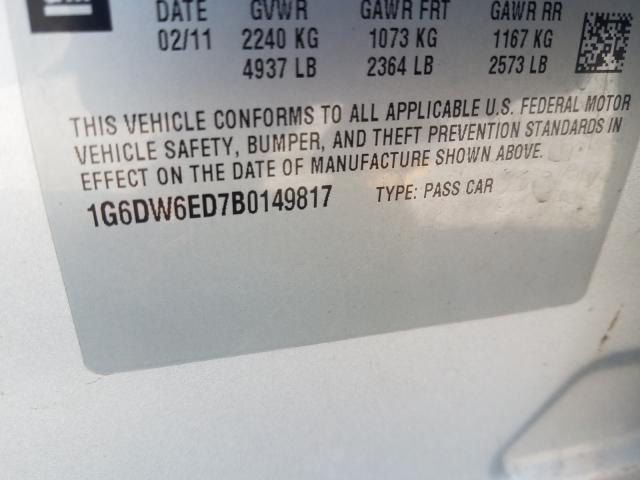 DATE GVWR GAWR FRT GAWR RR
02/11 2240 KG 1073 KG 1167 KG
4937 LB 2364 LB 2573 LB
THIS VEHICLE CONFORMS TO ALL APPLICABLE U.S. FEDERAL MOTOR
VEHICLE SAFETY, BUMPER, AND THEFT PREVENTION STANDARDS IN
EFFECT ON THE DATE OF MANUFACTURE SHOWN ABOVE.
1G6DW6ED7B0149817 TYPE: PASS CAR